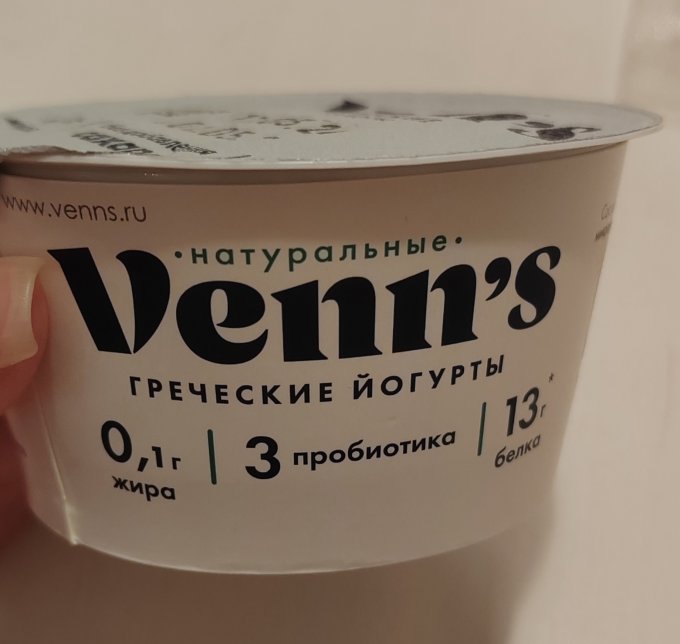 www.venns.ru
•натуральные•
Venn's
ГРЕЧЕСКИЕ ЙОГУРТЫ
0,1г жира
3 пробиотика
13г* белка